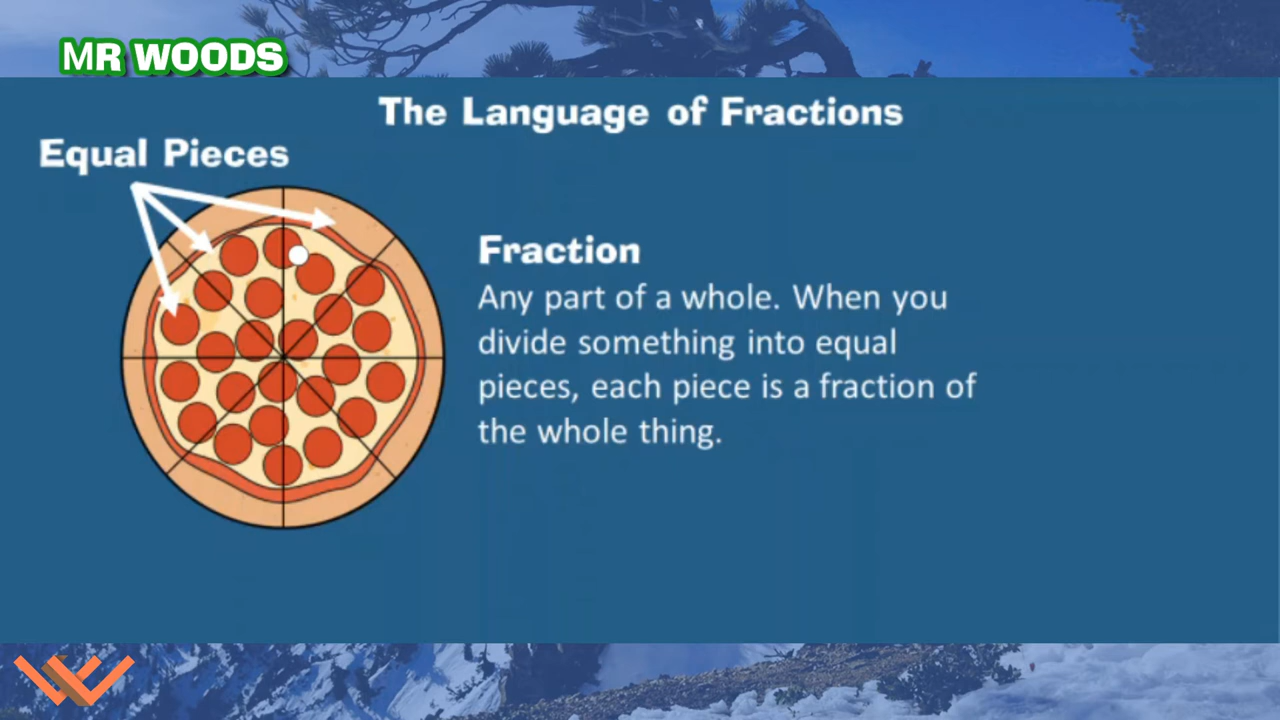 MR WOODS
The Language of Fractions
Equal Pieces
Fraction
Any part of a whole. When you
divide something into equal
pieces, each piece is a fraction of
the whole thing.